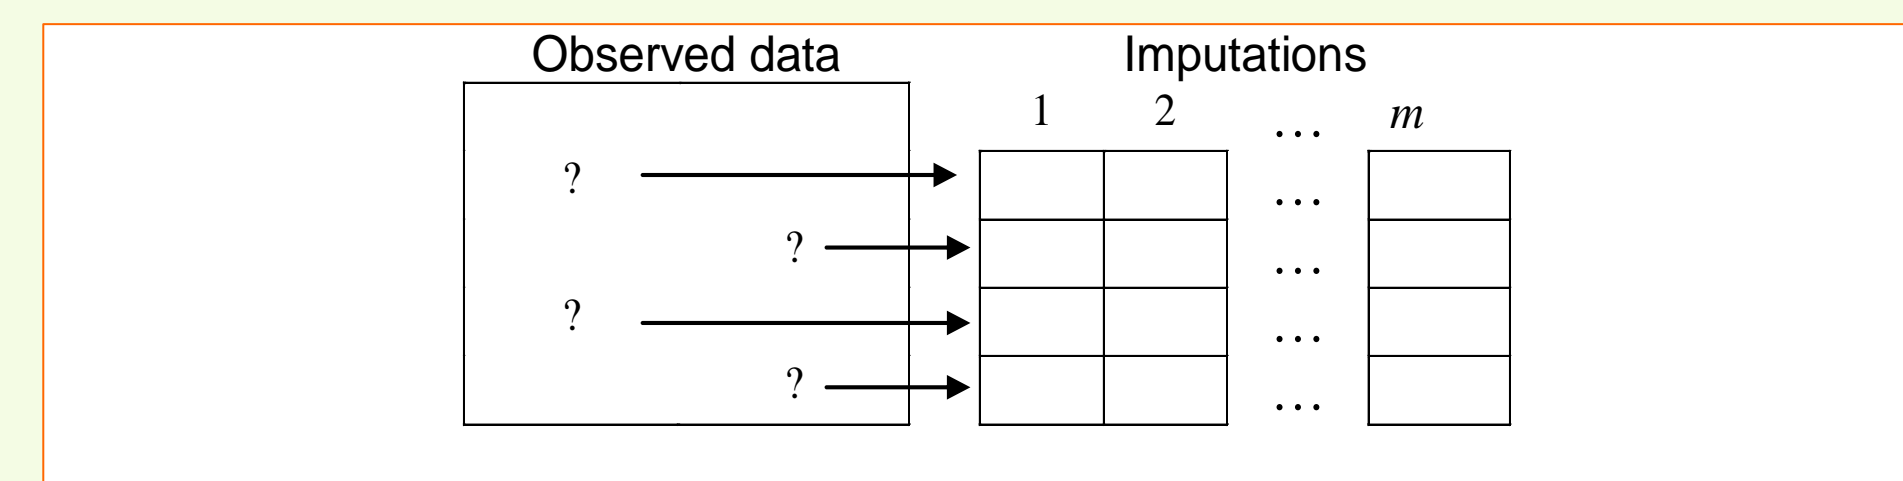 Observed data Imputations
1 2 … m
? …
? …
? …
? …